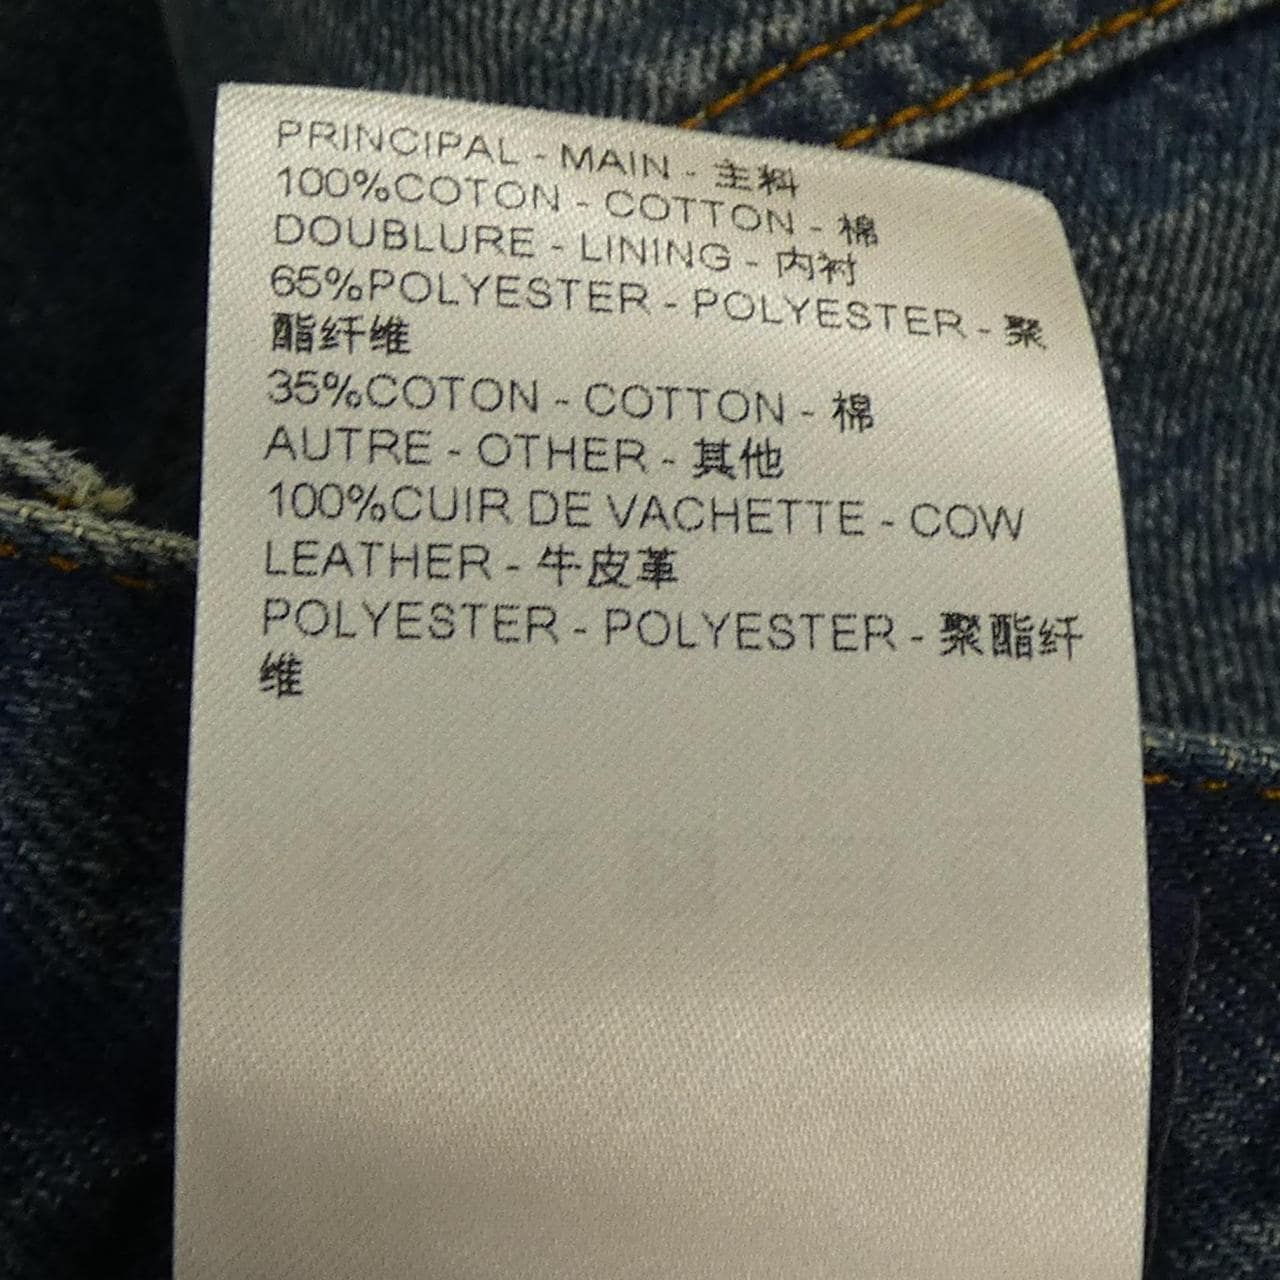 PRINCIPAL - MAIN - 主料
100%COTON - COTTON - 棉
DOUBLURE - LINING - 内衬
65%POLYESTER - POLYESTER - 聚
酯纤维
35%COTON - COTTON - 棉
AUTRE - OTHER - 其他
100%CUIR DE VACHETTE - COW
LEATHER - 牛皮革
POLYESTER - POLYESTER - 聚酯纤
维